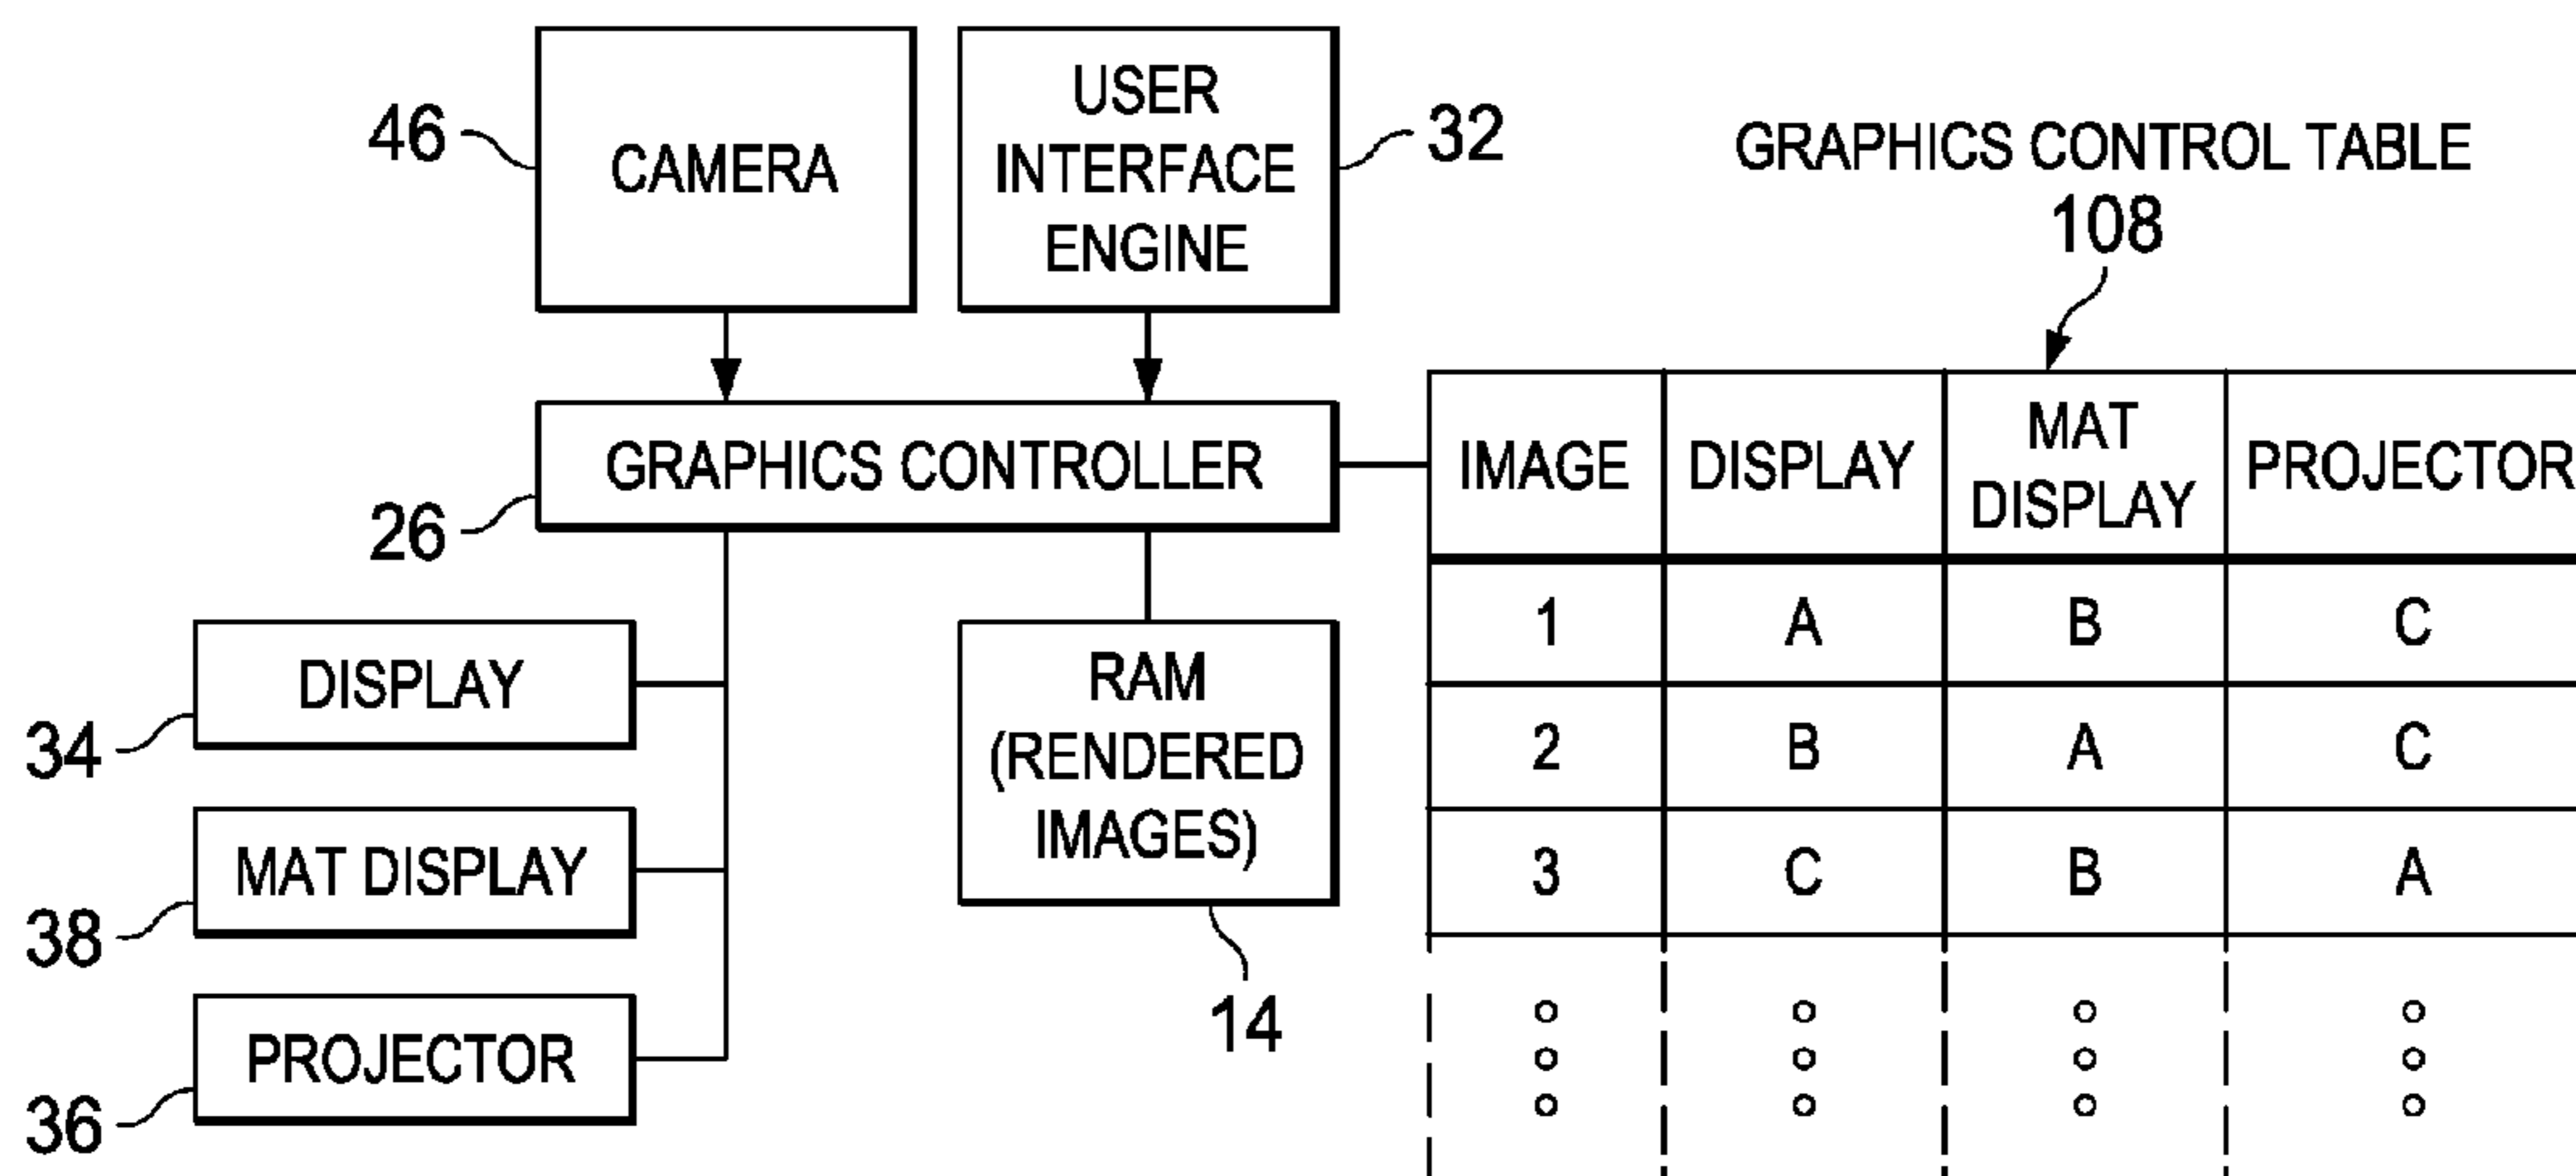 46
CAMERA
USER
INTERFACE
ENGINE
32
GRAPHICS CONTROL TABLE
108
GRAPHICS CONTROLLER
26
DISPLAY
34
MAT DISPLAY
38
PROJECTOR
36
RAM
(RENDERED
IMAGES)
14
IMAGE DISPLAY MAT DISPLAY PROJECTOR
1 A B C
2 B A C
3 C B A